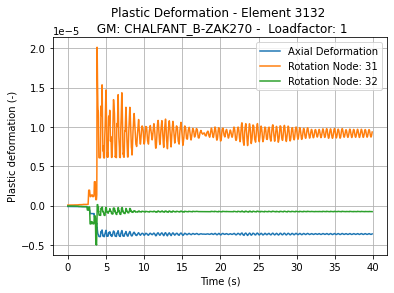 Plastic Deformation - Element 3132
GM: CHALFANT_B-ZAK270 -  Loadfactor: 1
1e−5
Axial Deformation
Rotation Node: 31
Rotation Node: 32
2.0
1.5
1.0
0.5
0.0
−0.5
Plastic deformation (-)
0
5
10
15
20
25
30
35
40
Time (s)